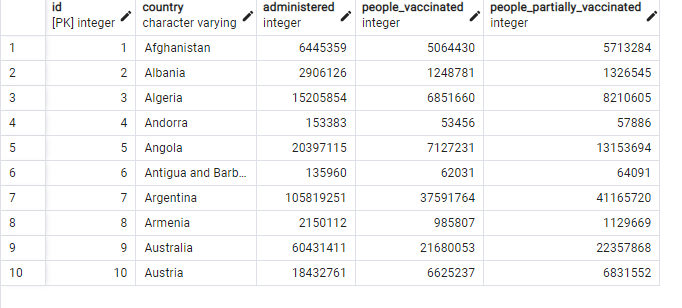 id country administered people_vaccinated people_partially_vaccinated
[PK] integer character varying integer integer integer
1 1 Afghanistan 6445359 5064430 5713284
2 2 Albania 2906126 1248781 1326545
3 3 Algeria 15205854 6851660 8210605
4 4 Andorra 153383 53456 57886
5 5 Angola 20397115 7127231 13153694
6 6 Antigua and Barb... 135960 62031 64091
7 7 Argentina 105819251 37591764 41165720
8 8 Armenia 2150112 985807 1129669
9 9 Australia 60431411 21680053 22357868
10 10 Austria 18432761 6625237 6831552